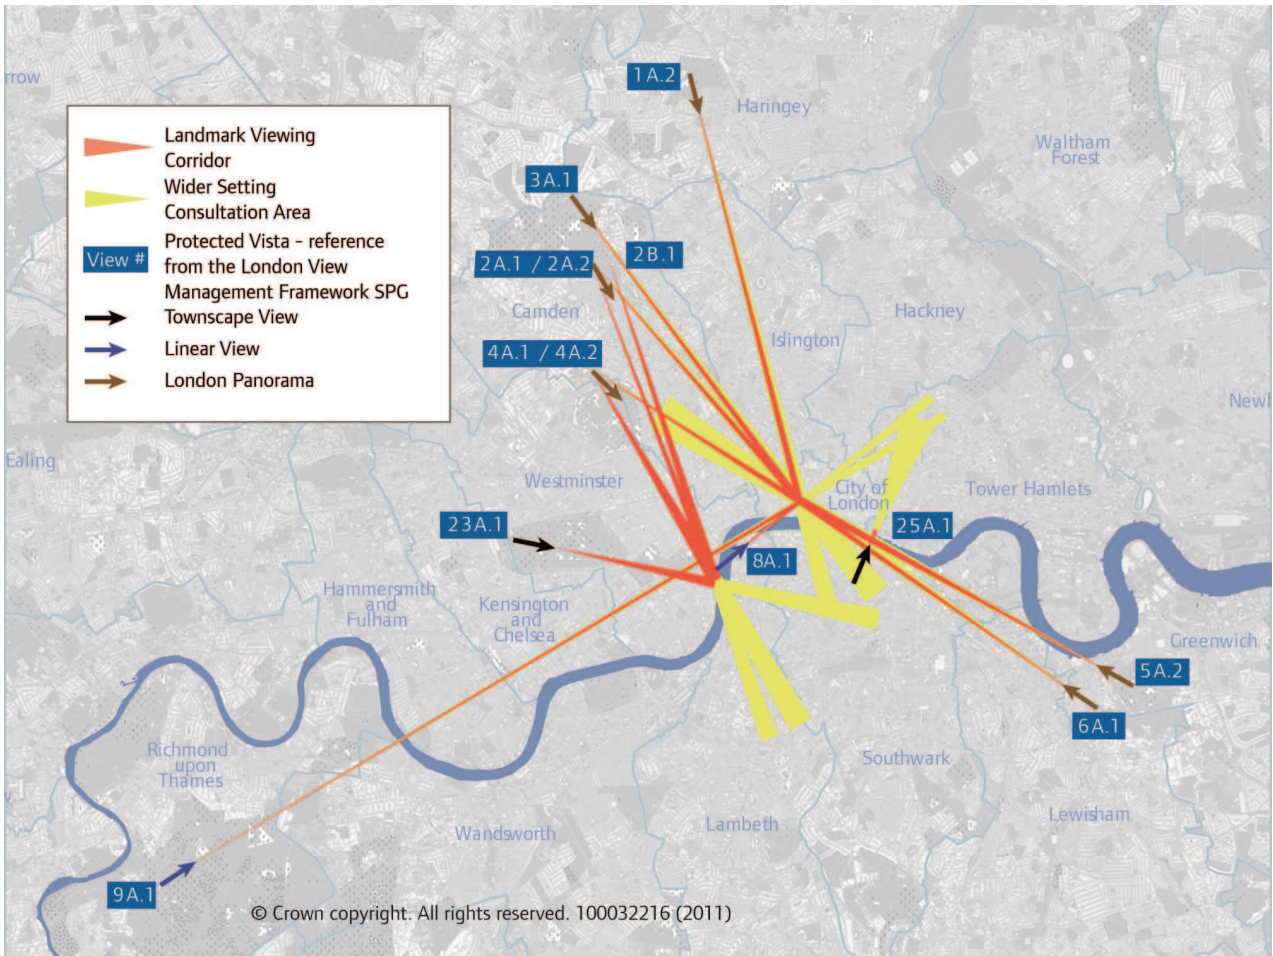 1A.2
Haringey
rrow
Landmark Viewing
Corridor
Wider Setting
Consultation Area
View #
Protected Vista - reference
from the London View
Management Framework SPG
Townscape View
Linear View
London Panorama
Waltham
Forest
3A.1
2B.1
2A.1 / 2A.2
Camden
Hackney
Islington
4A.1 / 4A.2
Newh
Ealing
Westminster
City of
London
Tower Hamlets
23A.1
25A.1
8A.1
Hammersmith
and
Fulham
Kensington
and
Chelsea
Greenwich
5A.2
6A.1
Richmond
upon
Thames
Southwark
Lewisham
Lambeth
Wandsworth
9A.1
© Crown copyright. All rights reserved. 100032216 (2011)